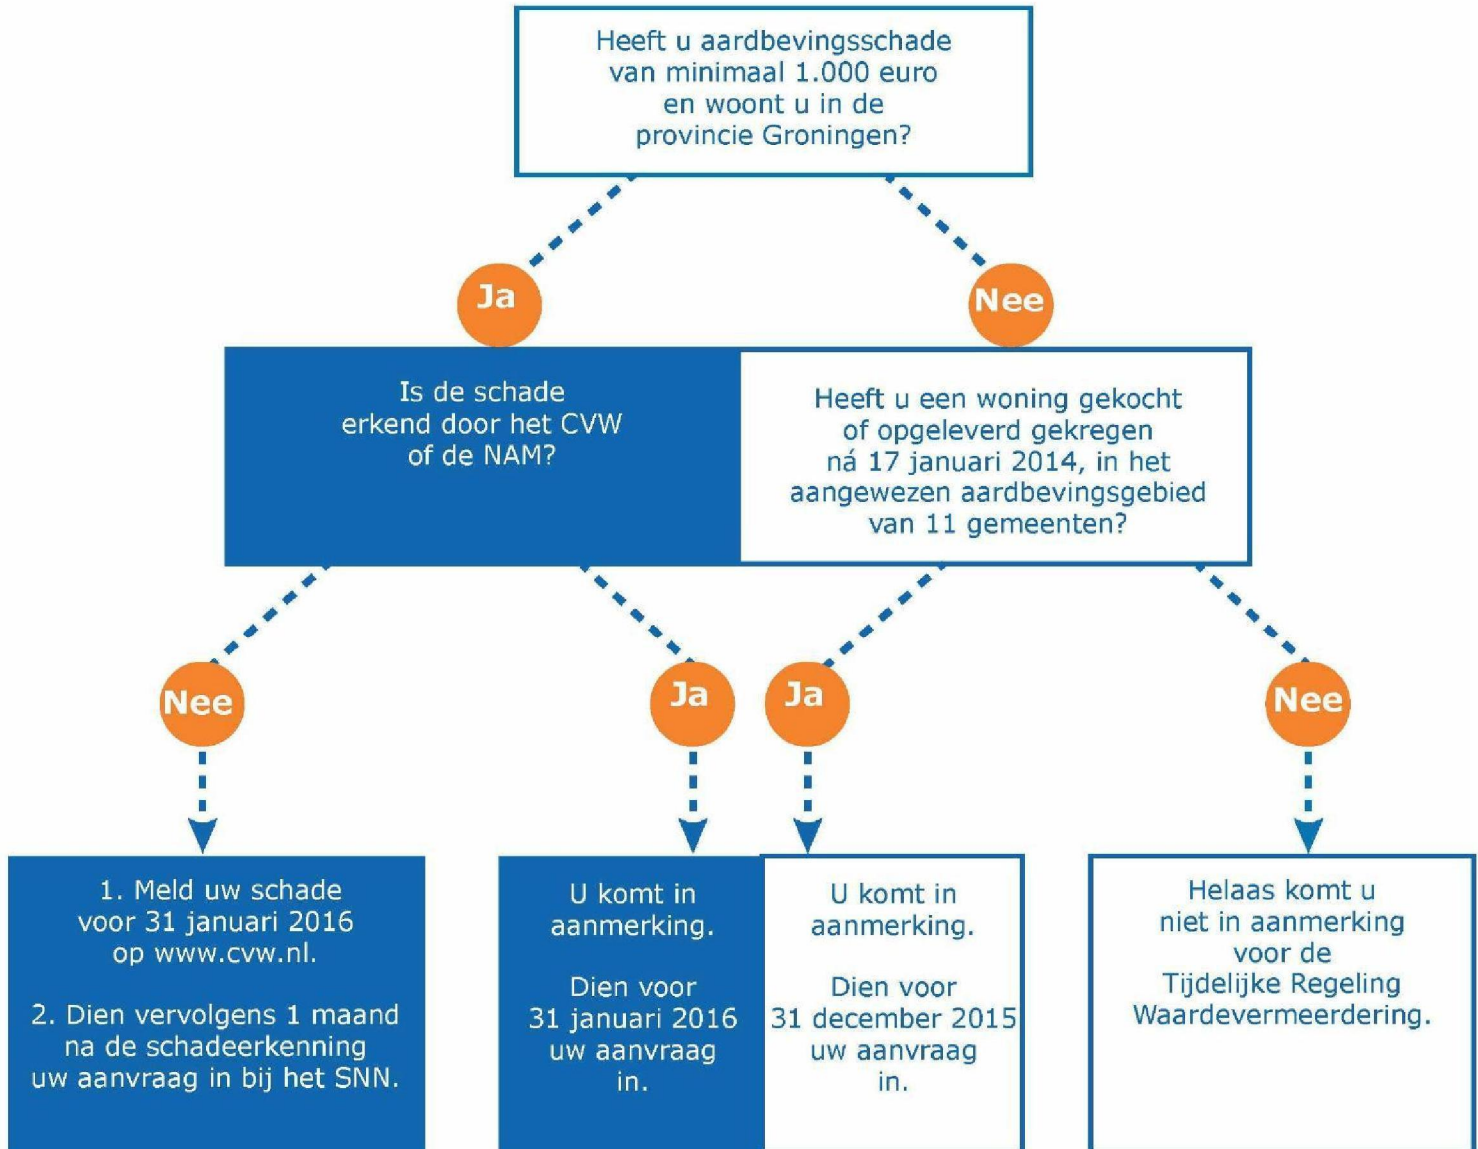 Heeft u aardbevingsschade
van minimaal 1.000 euro
en woont u in de
provincie Groningen?
Ja
Nee
Is de schade
erkend door het CVW
of de NAM?
Heeft u een woning gekocht
of opgeleverd gekregen
ná 17 januari 2014, in het
aangewezen aardbevingsgebied
van 11 gemeenten?
Nee
Ja
Ja
Nee
1. Meld uw schade
voor 31 januari 2016
op www.cvw.nl.
2. Dien vervolgens 1 maand
na de schadeerkenning
uw aanvraag in bij het SNN.
U komt in
aanmerking.
Dien voor
31 januari 2016
uw aanvraag
in.
U komt in
aanmerking.
Dien voor
31 december 2015
uw aanvraag
in.
Helaas komt u
niet in aanmerking
voor de
Tijdelijke Regeling
Waardevermeerdering.